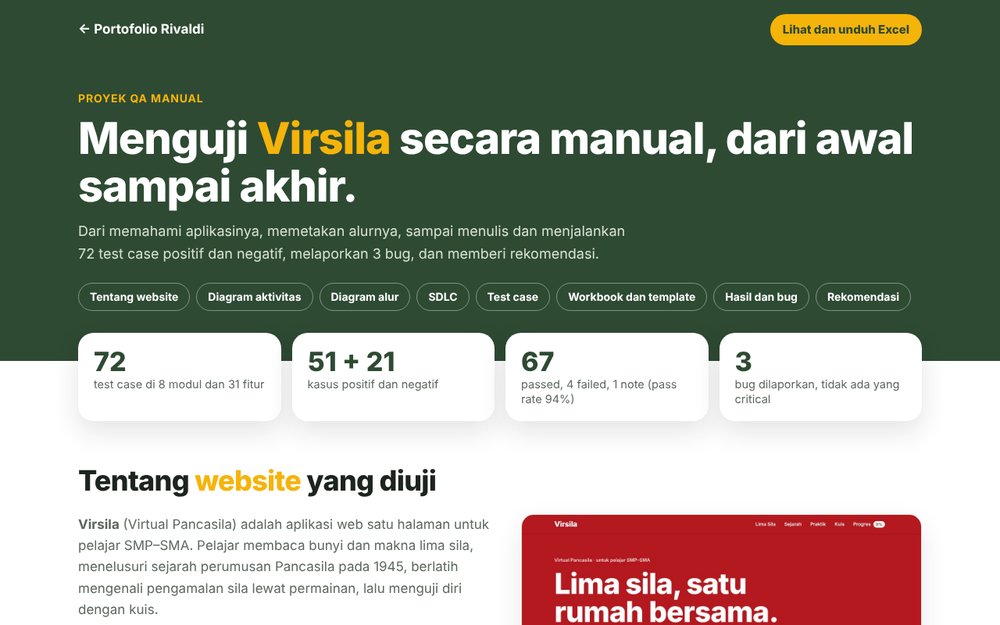 ← Portofolio Rivaldi
Lihat dan unduh Excel
PROYEK QA MANUAL
Menguji Virsila secara manual, dari awal
sampai akhir.
Dari memahami aplikasinya, memetakan alurnya, sampai menulis dan menjalankan
72 test case positif dan negatif, melaporkan 3 bug, dan memberi rekomendasi.
Tentang website
Diagram aktivitas
Diagram alur
SDLC
Test case
Workbook dan template
Hasil dan bug
Rekomendasi
72
test case di 8 modul dan 31 fitur
51 + 21
kasus positif dan negatif
67
passed, 4 failed, 1 note (pass
rate 94%)
3
bug dilaporkan, tidak ada yang
critical
Tentang website yang diuji
Virsila (Virtual Pancasila) adalah aplikasi web satu halaman untuk
pelajar SMP–SMA. Pelajar membaca bunyi dan makna lima sila,
menelusuri sejarah perumusan Pancasila pada 1945, berlatih
mengenali pengamalan sila lewat permainan, lalu menguji diri
dengan kuis.
Virsila
Lima Sila
Sejarah
Praktik
Kuis
Progres
Virtual Pancasila · untuk pelajar SMP–SMA
Lima sila, satu
rumah bersama.